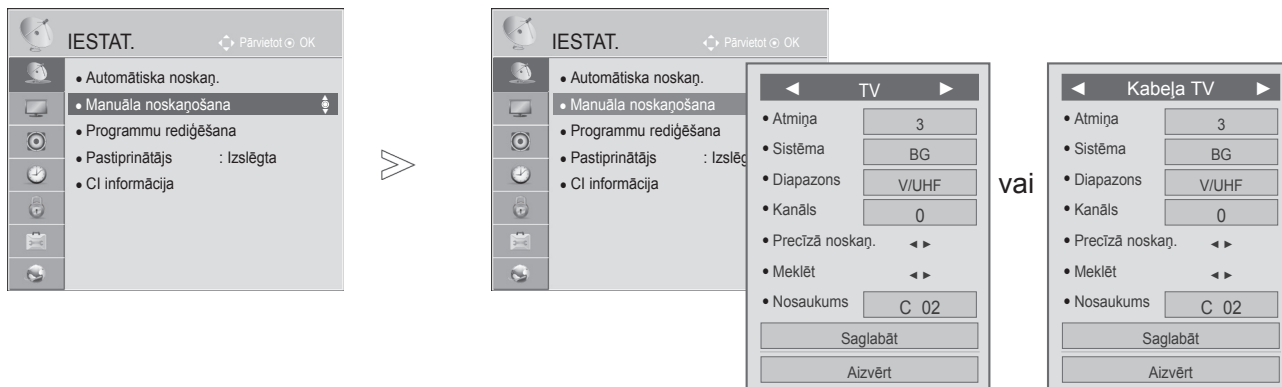 IESTAT.
Pārvietot OK
• Automātiska noskaņ.
• Manuāla noskaņošana
• Programmu rediģēšana
• Pastiprinātājs : Izslēgta
• CI informācija
IESTAT.
Pārvietot OK
• Automātiska noskaņ.
• Manuāla noskaņošana
• Programmu rediģēšana
• Pastiprinātājs : Izslēg
• CI informācija
◄ TV ►
• Atmiņa 3
• Sistēma BG
• Diapazons V/UHF
• Kanāls 0
• Precīzā noskaņ. ◄ ►
• Meklēt ◄ ►
• Nosaukums C 02
Saglabāt
Aizvērt
vai
◄ Kabeļa TV ►
• Atmiņa 3
• Sistēma BG
• Diapazons V/UHF
• Kanāls 0
• Precīzā noskaņ. ◄ ►
• Meklēt ◄ ►
• Nosaukums C 02
Saglabāt
Aizvērt